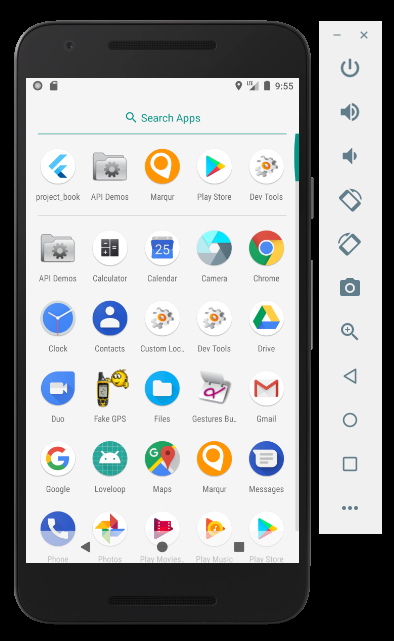 LTE 9:55
Search Apps
project_book API Demos Marqur Play Store Dev Tools
API Demos Calculator Calendar Camera Chrome
25
Clock Contacts Custom Loc.. Dev Tools Drive
Duo Fake GPS Files Gestures Bu.. Gmail
Google Loveloop Maps Marqur Messages
Phone Photos Play Movies.. Play Music Play Store